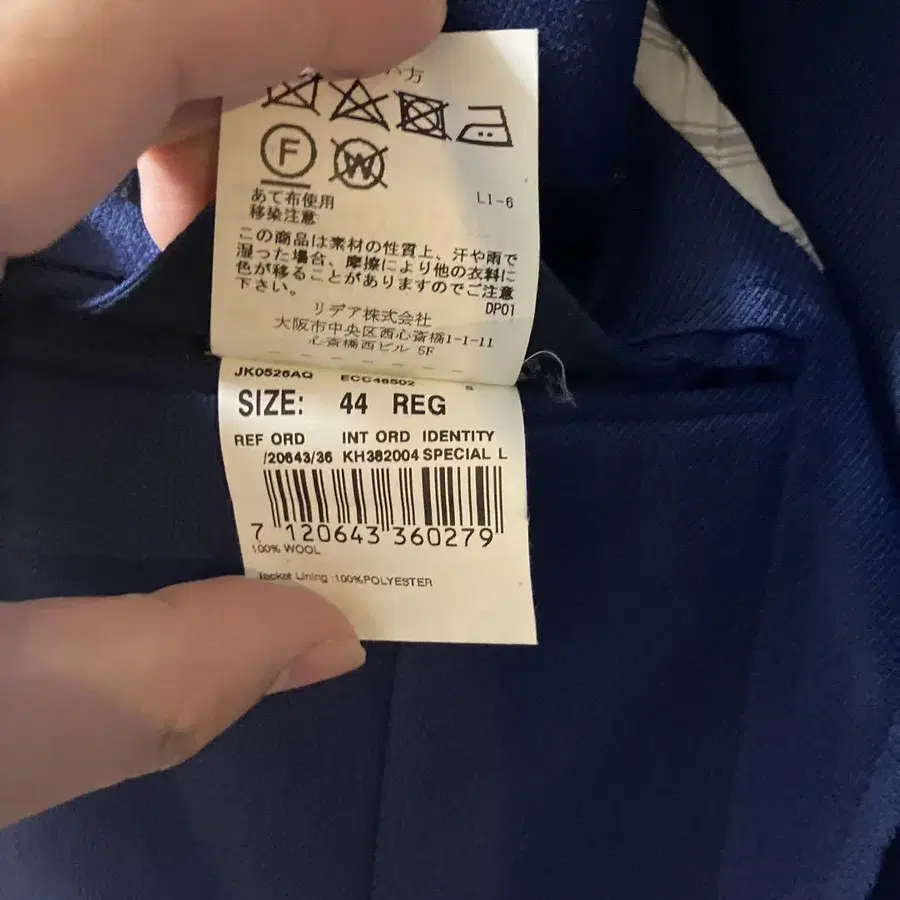 い方
F
W
あて布使用
移染注意
L1-6
この商品は素材の性質上、汗や雨で
湿った場合、摩擦により他の衣料に
色が移ることがありますのでご注意
下さい。
DP01
リデア株式会社
大阪市中央区西心斎橋1-1-11
心斎橋西ビル 5F
JK0526AQ ECC46502 S
SIZE: 44 REG
REF ORD INT ORD IDENTITY
/20643/36 KH382004 SPECIAL L
7 120643 360279
100% WOOL
Jacket Lining :100%POLYESTER